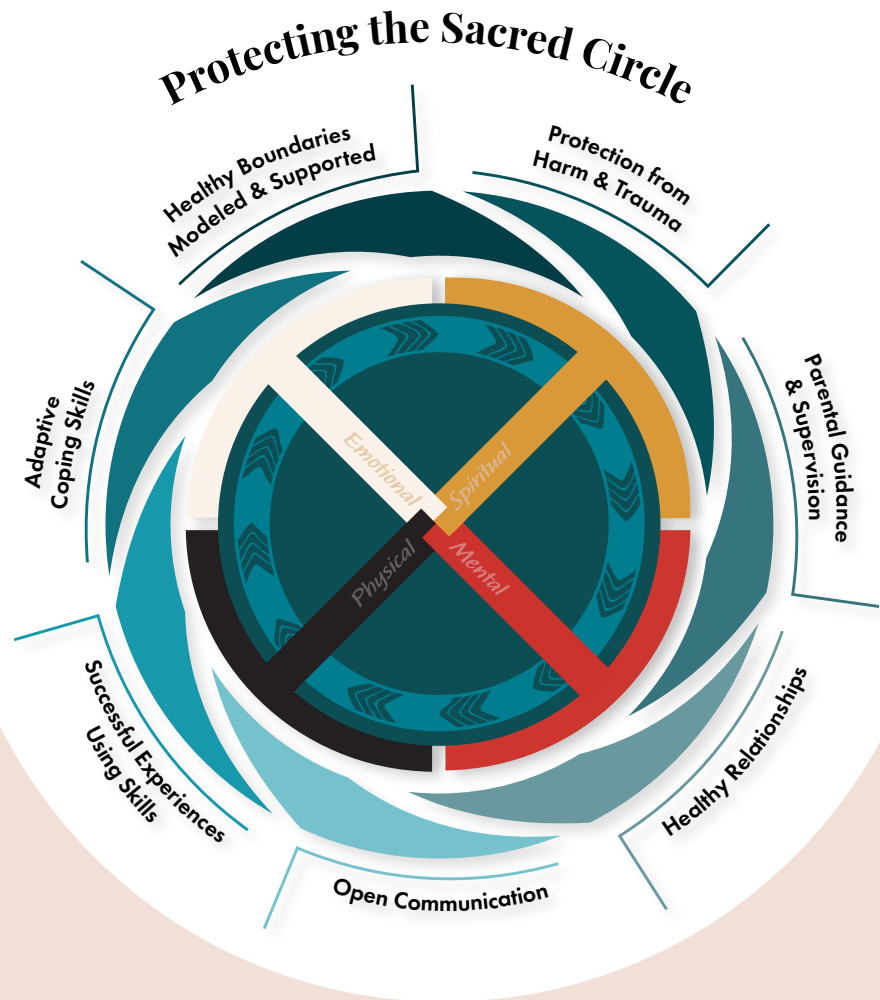 Protecting the Sacred Circle
Healthy Boundaries
Modeled & Supported
Protection from
Harm & Trauma
Parental Guidance
& Supervision
Healthy Relationships
Open Communication
Successful Experiences
Using Skills
Adaptive
Coping Skills
Emotional
Spiritual
Physical
Mental